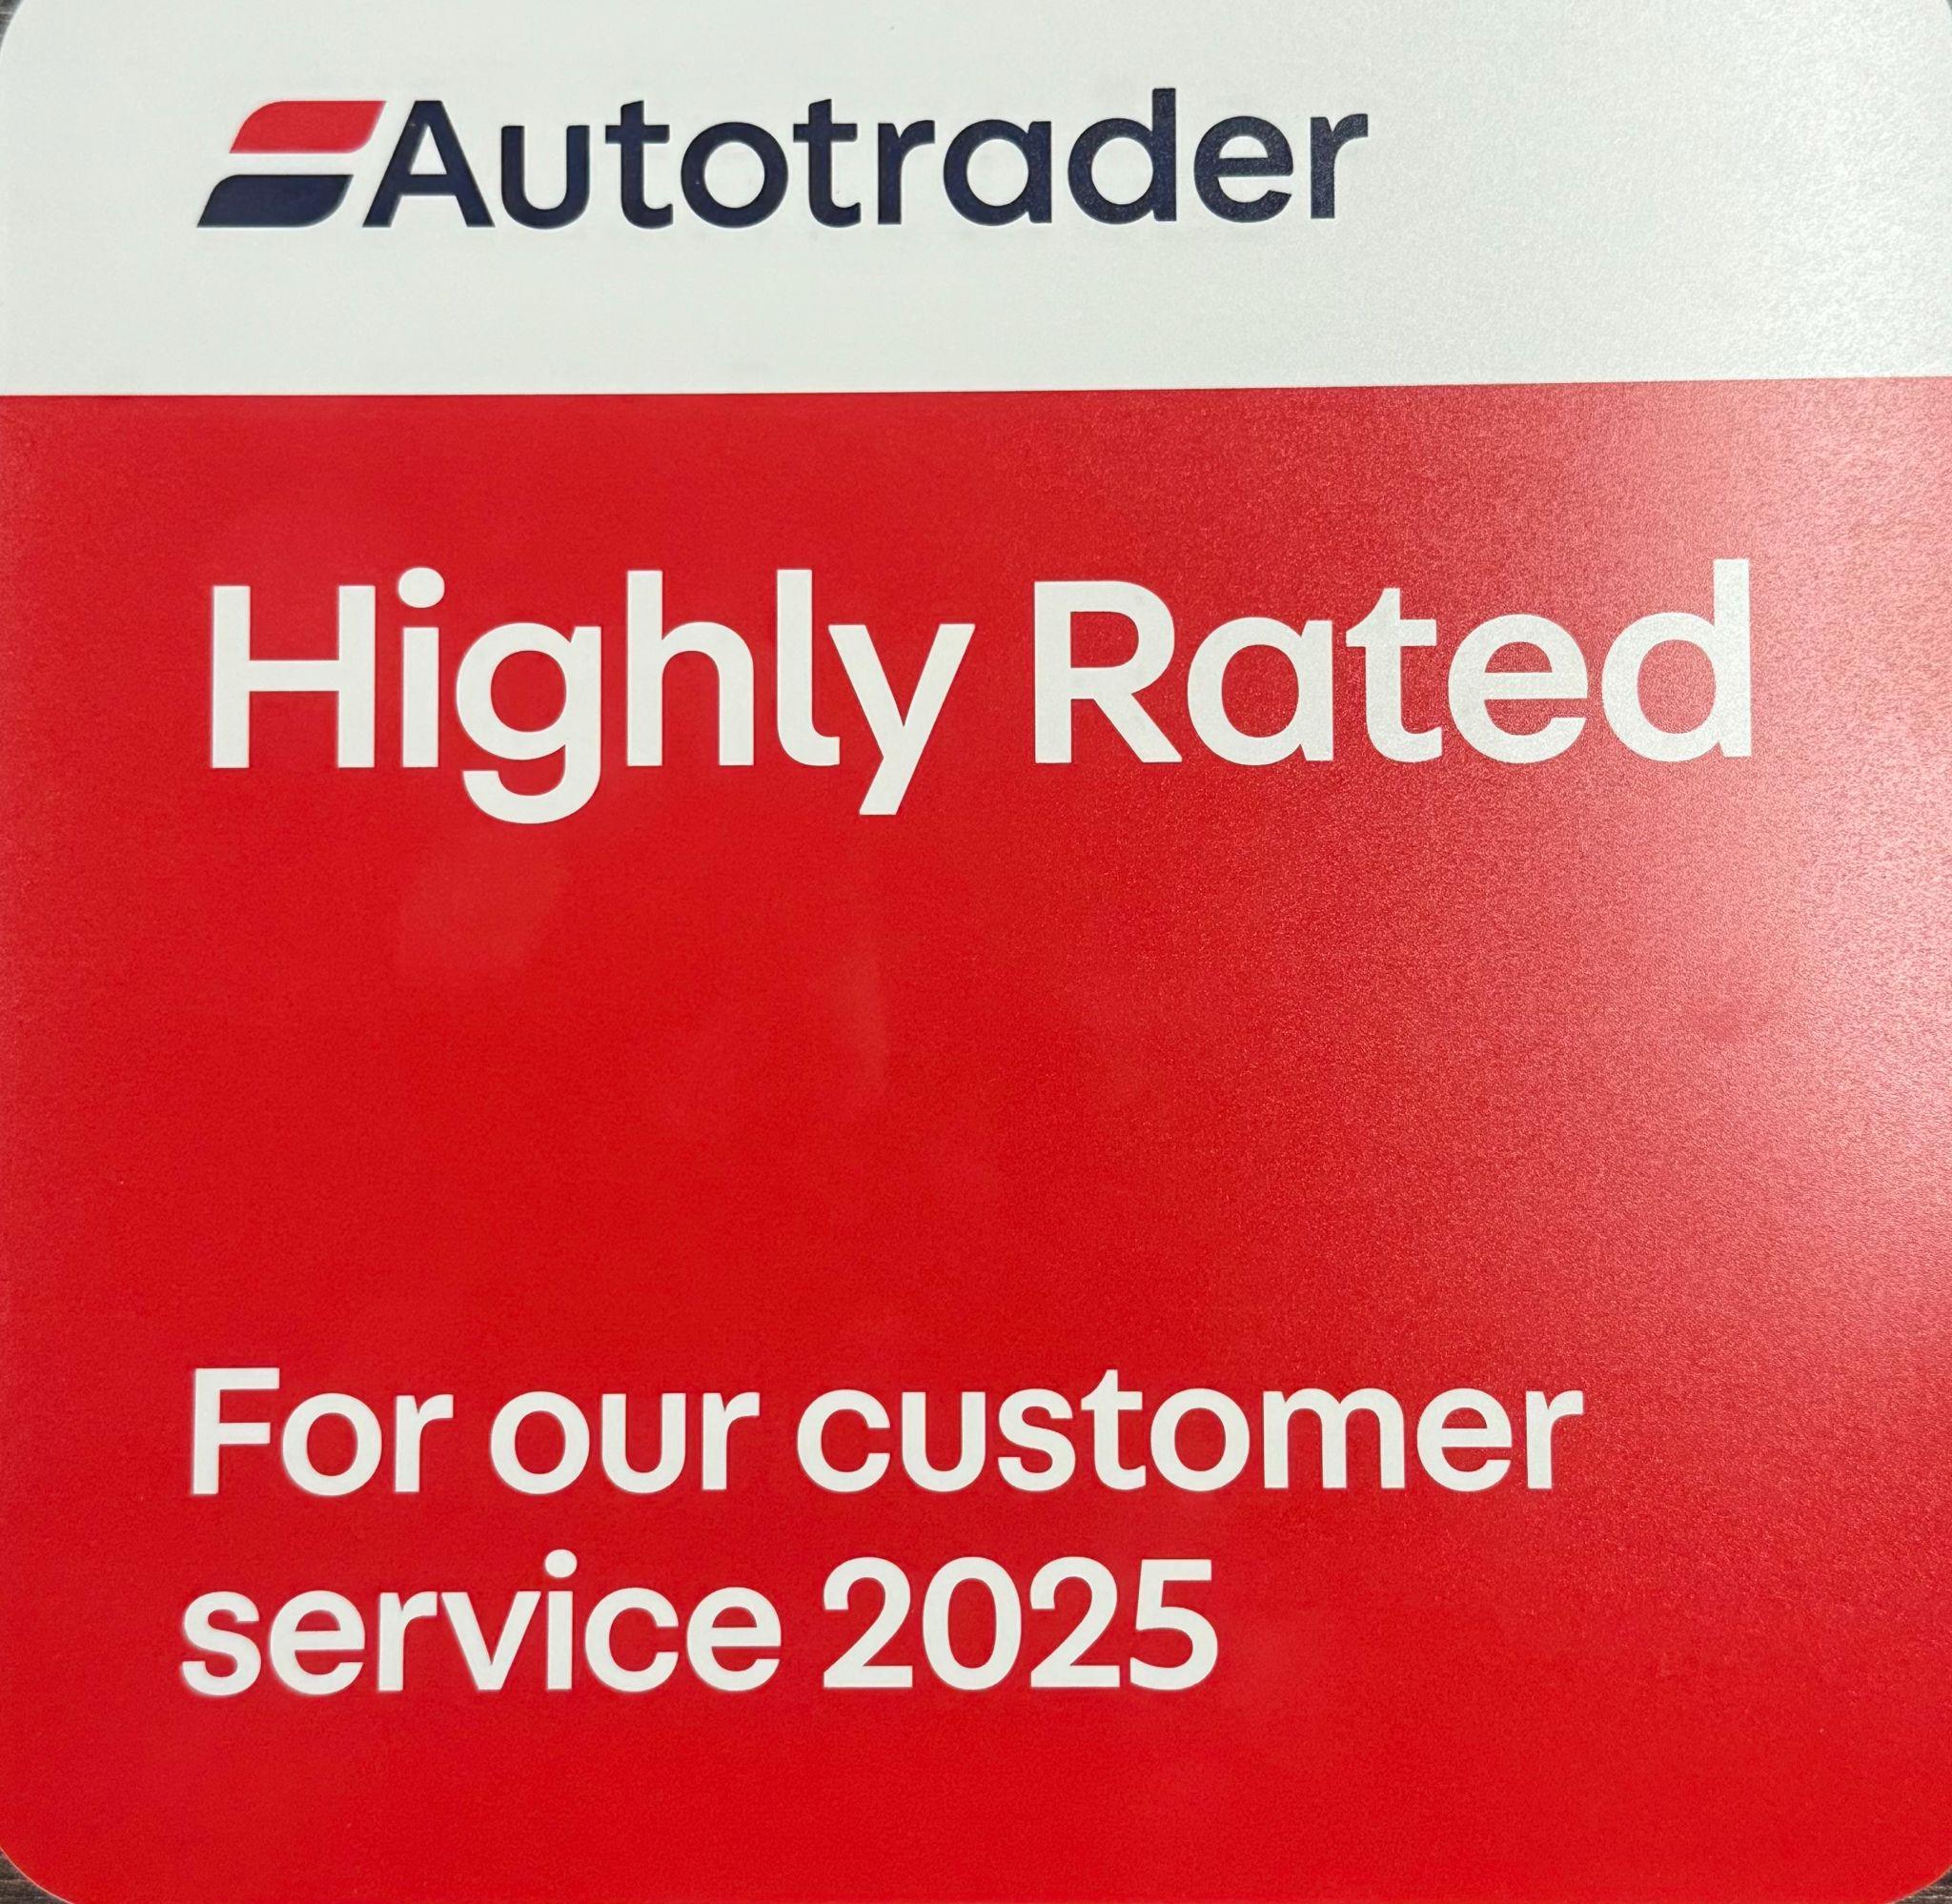 Autotrader
Highly Rated
For our customer
service 2025